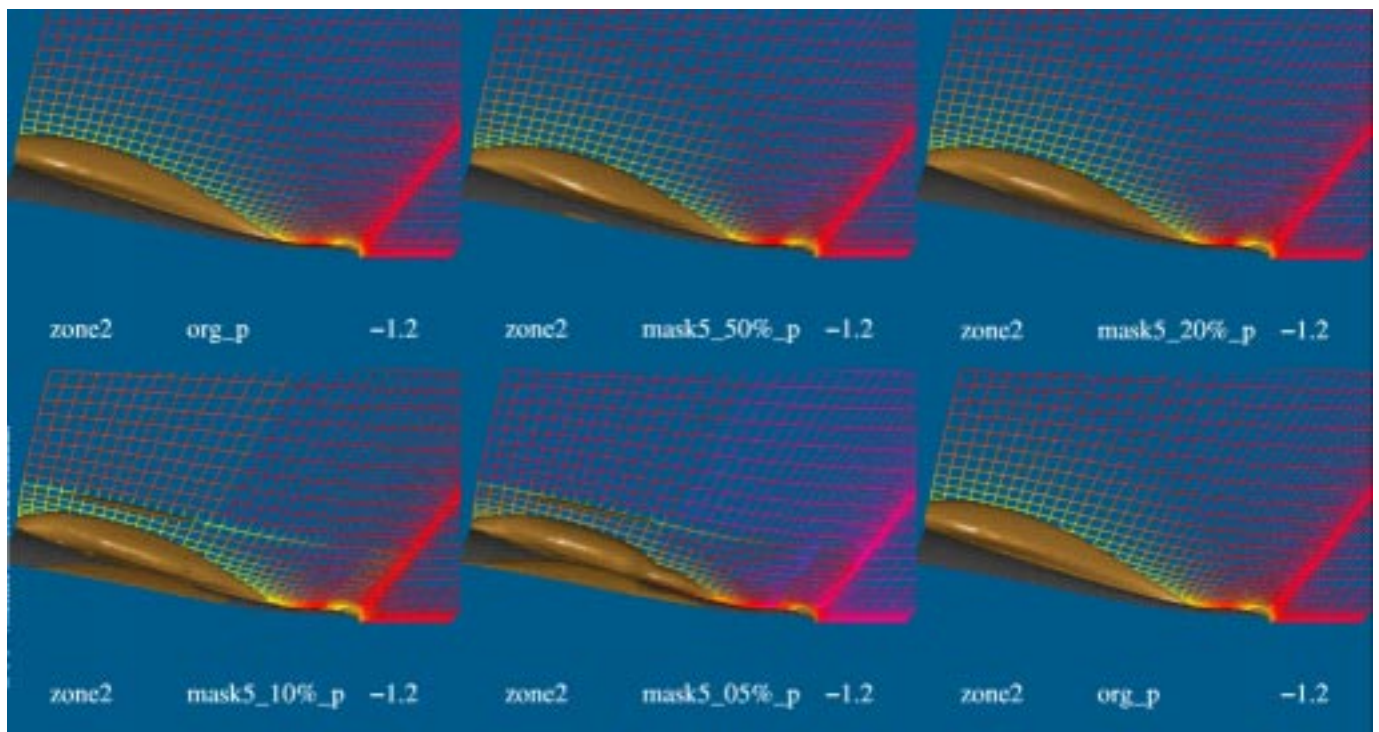 zone2 org_p −1.2 zone2 mask5_50%_p −1.2 zone2 mask5_20%_p −1.2
zone2 mask5_10%_p −1.2 zone2 mask5_05%_p −1.2 zone2 org_p −1.2